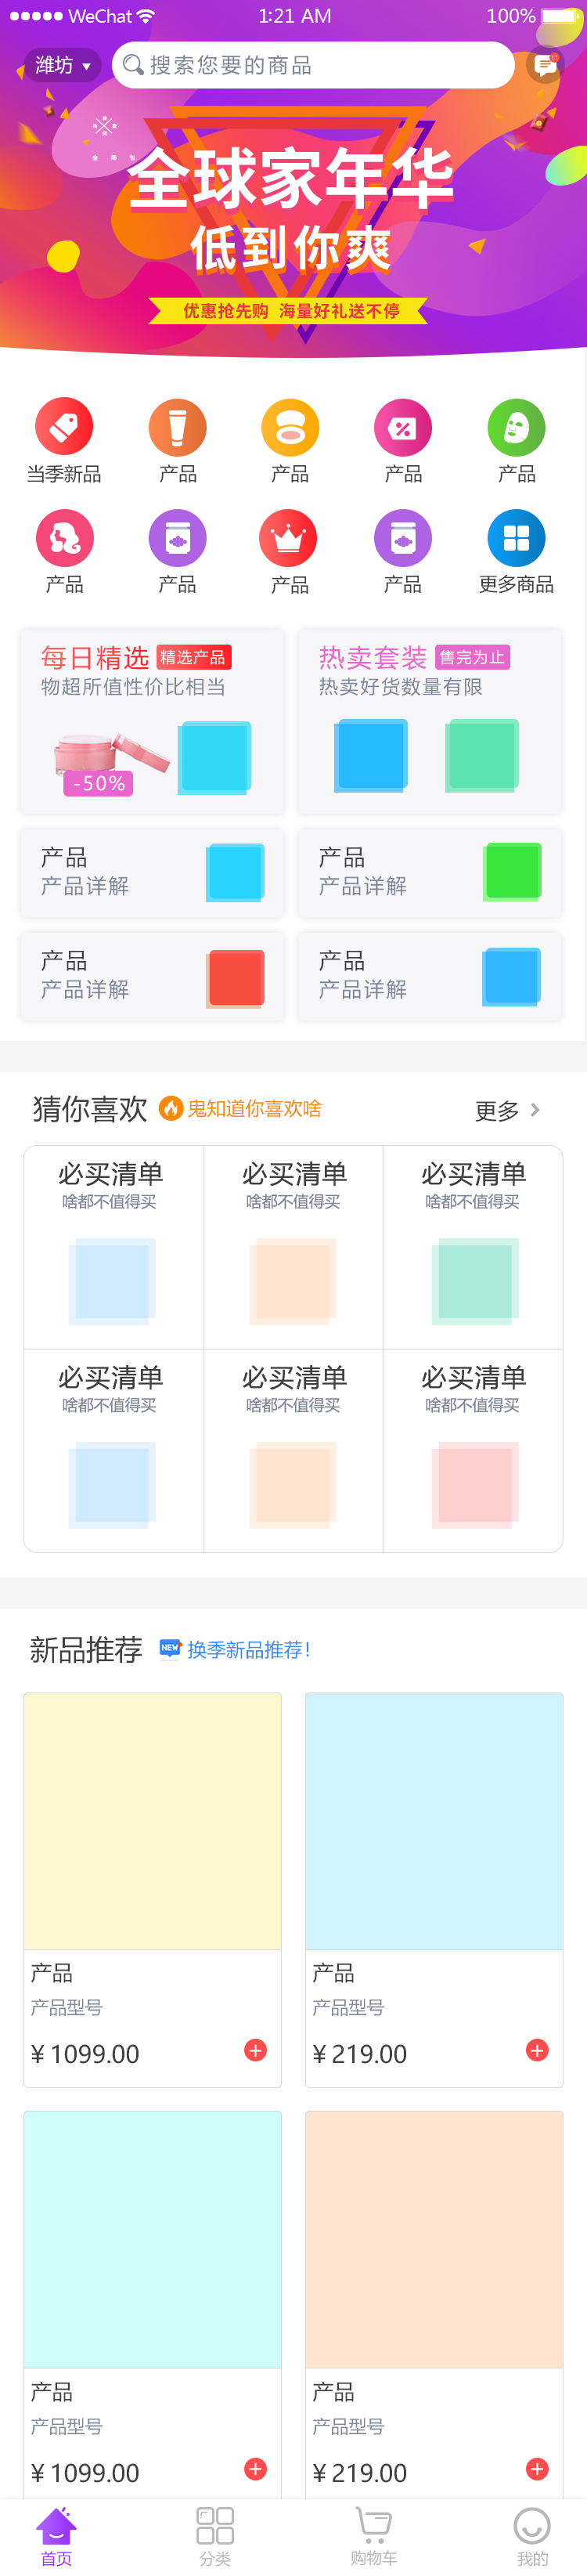 WeChat 1:21 AM 100%
潍坊 搜索您要的商品 11
全球家年华
低到你爽
优惠抢先购 海量好礼送不停
当季新品 产品 产品 产品 产品
产品 产品 产品 产品 更多商品
每日精选 精选产品
物超所值性价比相当
-50%
热卖套装 售完为止
热卖好货数量有限
产品
产品详解
产品
产品详解
产品
产品详解
产品
产品详解
猜你喜欢 鬼知道你喜欢啥 更多
必买清单 必买清单 必买清单
啥都不值得买 啥都不值得买 啥都不值得买
必买清单 必买清单 必买清单
啥都不值得买 啥都不值得买 啥都不值得买
新品推荐 NEW 换季新品推荐!
产品
产品型号
¥1099.00
产品
产品型号
¥219.00
产品
产品型号
¥1099.00
产品
产品型号
¥219.00
首页 分类 购物车 我的